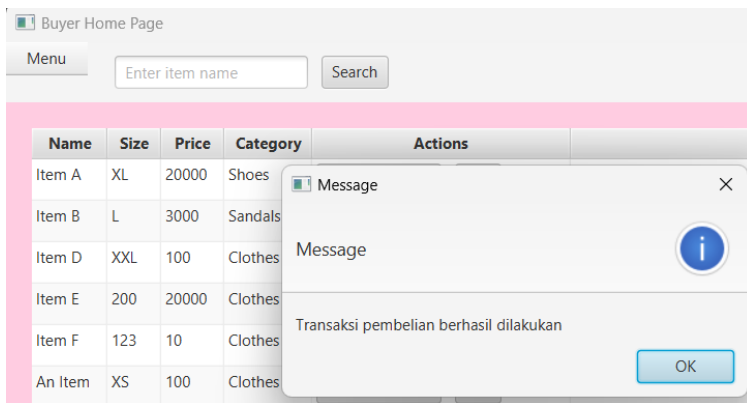 Buyer Home Page
Menu
Enter item name
Search
Name Size Price Category Actions
Item A XL 20000 Shoes
Item B L 3000 Sandals
Item D XXL 100 Clothes
Item E 200 20000 Clothes
Item F 123 10 Clothes
An Item XS 100 Clothes
Message
Message
Transaksi pembelian berhasil dilakukan
OK